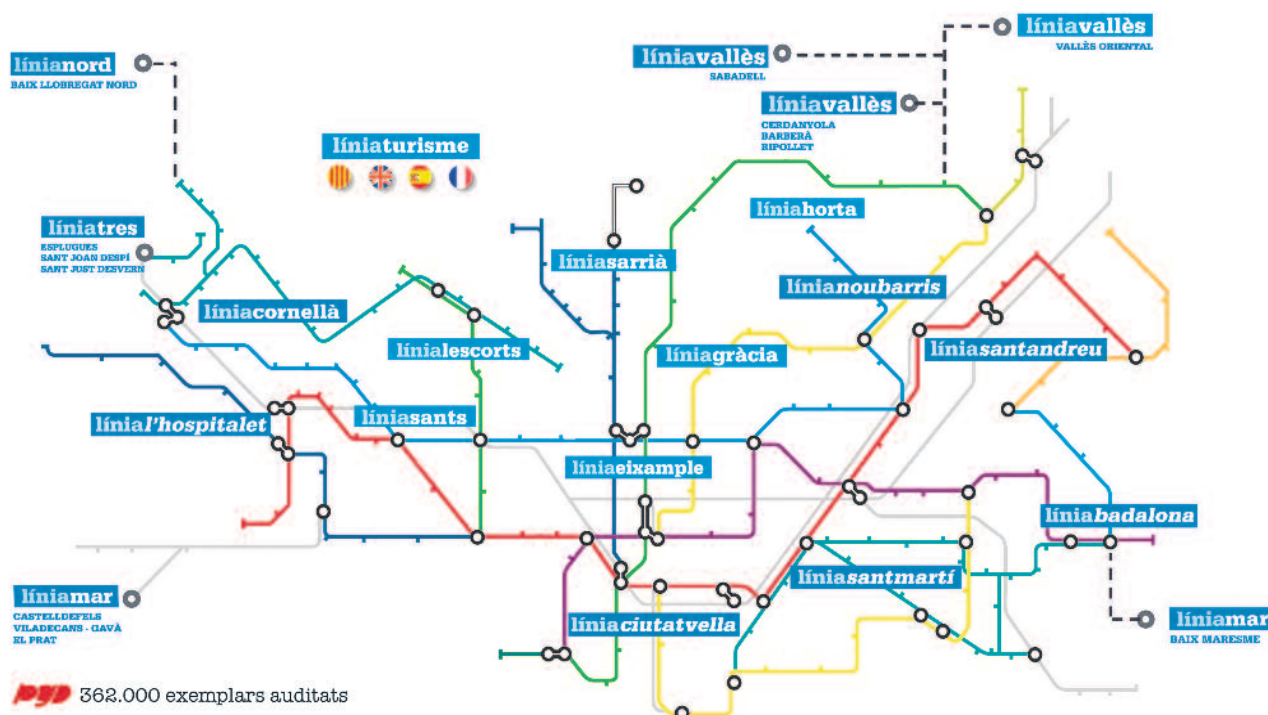 línianord
BAIX LLOBREGAT NORD
líniavallès
VALLÈS ORIENTAL
líniavallès
SABADELL
líniavallès
CERDANYOLA
BARBERÀ
RIPOLLET
líniaturisme
líniatres
ESPLUGUES
SANT JOAN DESPÍ
SANT JUST DESVERN
líniahorta
líniasarrià
línianoubarris
líniacornellà
línialescorts
líniagràcia
líniasantandreu
línial'hospitalet
líniasants
líniaeixample
líniabadalona
líniasantmartí
líniamar
CASTELLDEFELS
VILADECANS - GAVÀ
EL PRAT
líniaciutatvella
líniamar
BAIX MARESME
pyp 362.000 exemplars auditats